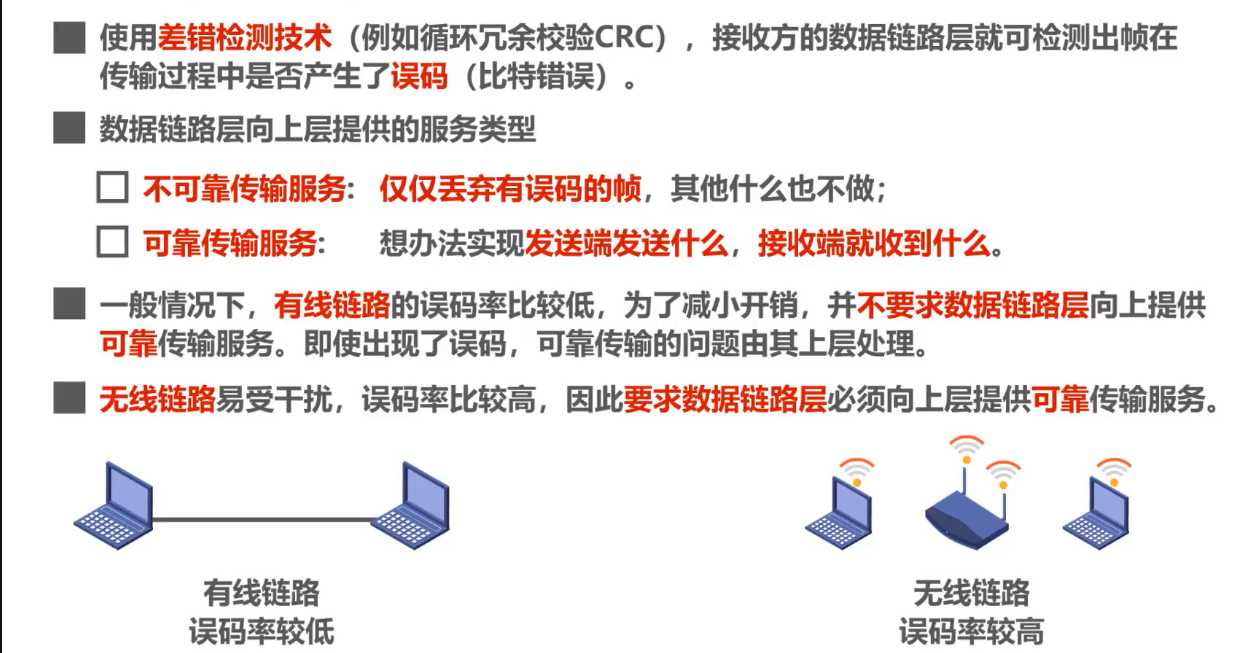 使用差错检测技术（例如循环冗余校验CRC），接收方的数据链路层就可检测出帧在
传输过程中是否产生了误码（比特错误）。
数据链路层向上层提供的服务类型
不可靠传输服务： 仅仅丢弃有误码的帧，其他什么也不做；
可靠传输服务： 想办法实现发送端发送什么，接收端就收到什么。
一般情况下，有线链路的误码率比较低，为了减小开销，并不要求数据链路层向上提供
可靠传输服务。即使出现了误码，可靠传输的问题由其上层处理。
无线链路易受干扰，误码率比较高，因此要求数据链路层必须向上层提供可靠传输服务。
有线链路
误码率较低
无线链路
误码率较高